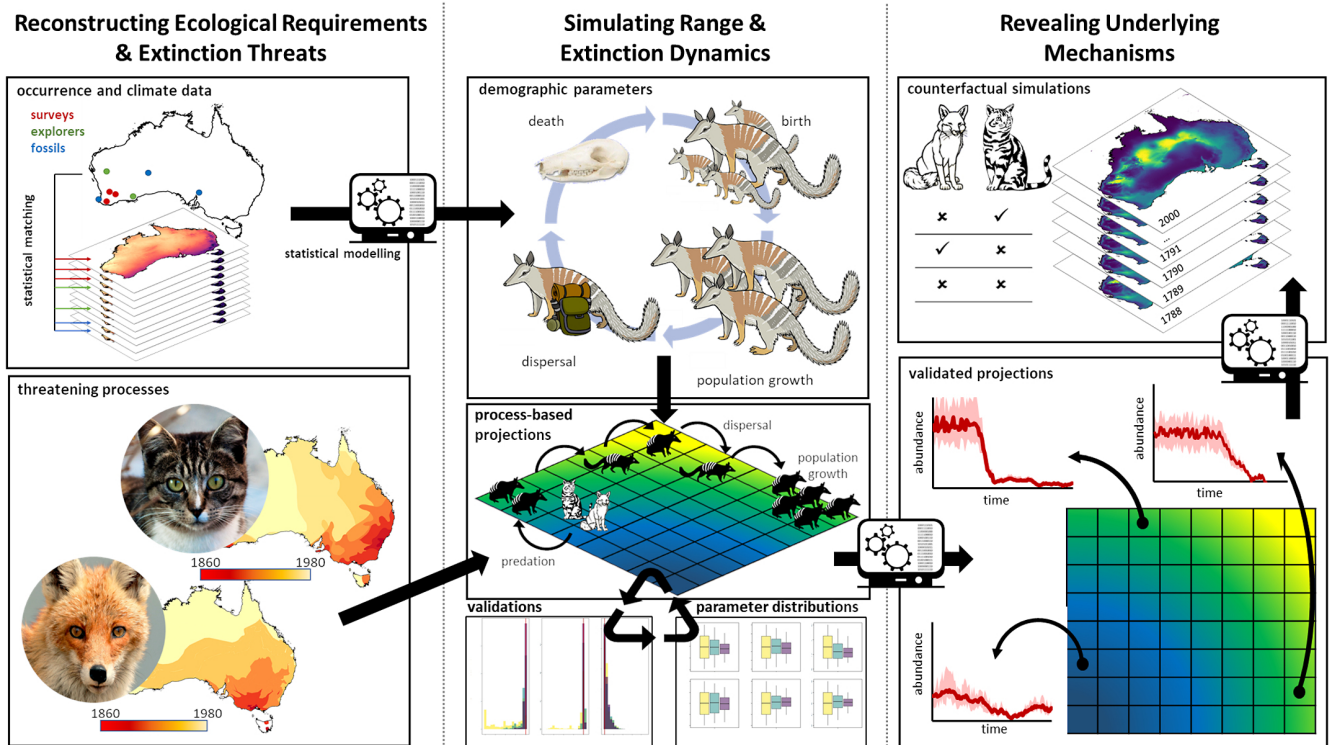 Reconstructing Ecological Requirements
& Extinction Threats
occurrence and climate data
surveys
explorers
fossils
statistical matching
statistical modelling
threatening processes
1860 1980
1860 1980
Simulating Range &
Extinction Dynamics
demographic parameters
death
birth
dispersal
population growth
process-based
projections
dispersal
population
growth
predation
validations
parameter distributions
Revealing Underlying
Mechanisms
counterfactual simulations
✘ ✓
✓ ✘
✘ ✘
2000
...
1791
1790
1789
1788
validated projections
abundance
time
abundance
time
abundance
time